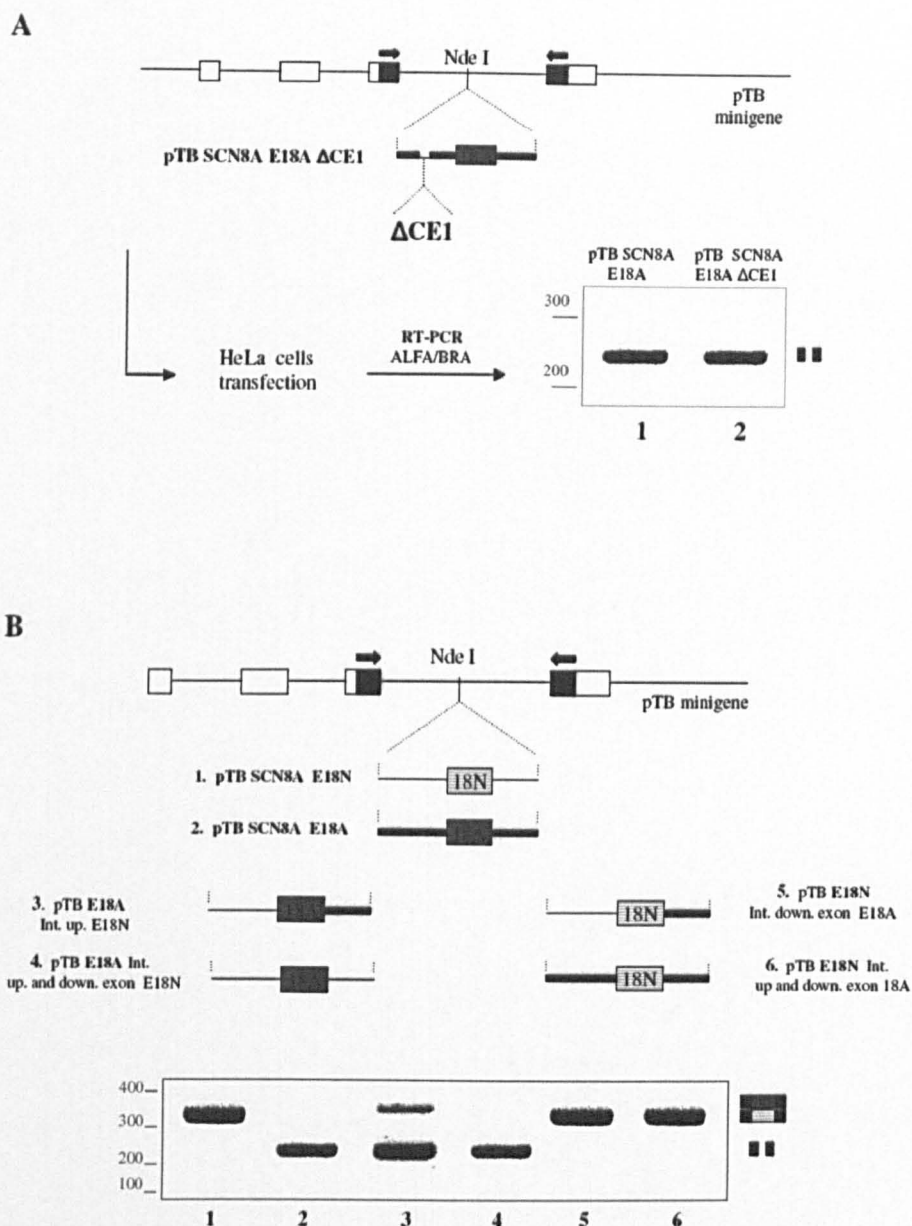 A
Nde I
pTB
minigene
pTB SCN8A E18A ΔCE1
ΔCE1
HeLa cells
transfection
RT-PCR
ALFA/BRA
pTB SCN8A
E18A
pTB SCN8A
E18A ΔCE1
300
200
1
2
B
Nde I
pTB minigene
1. pTB SCN8A E18N
18N
2. pTB SCN8A E18A
3. pTB E18A
Int. up. E18N
4. pTB E18A Int.
up. and down. exon E18N
18N
5. pTB E18N
Int. down. exon E18A
18N
6. pTB E18N Int.
up and down. exon 18A
400
300
200
100
1 2 3 4 5 6